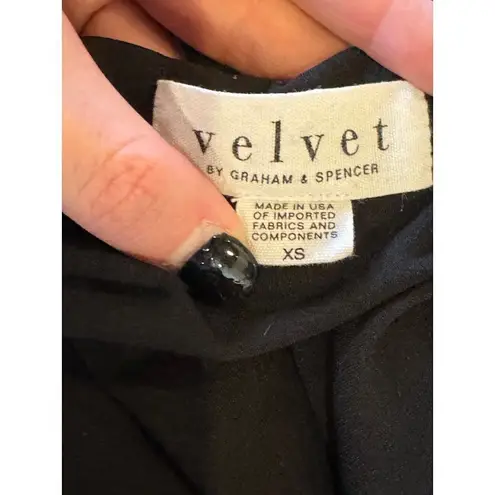 velvet
BY GRAHAM & SPENCER
MADE IN USA
OF IMPORTED
FABRICS AND
COMPONENTS
XS